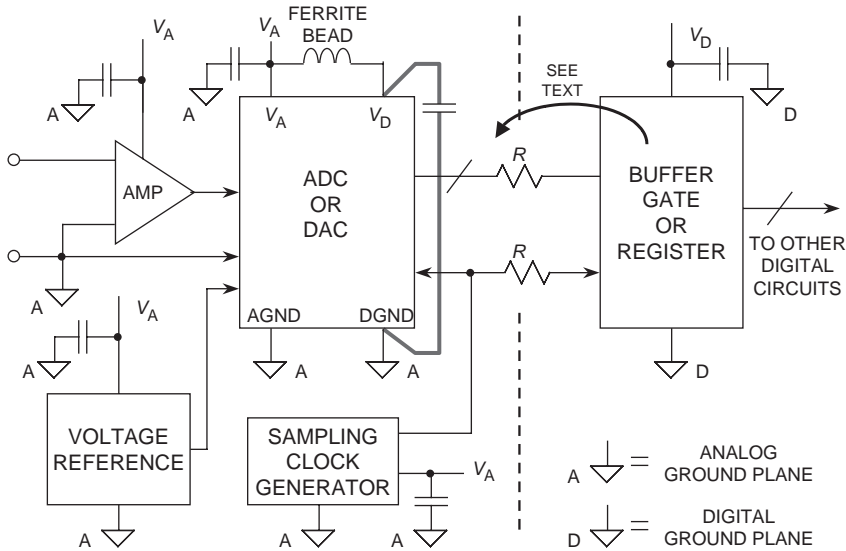 FERRITE
BEAD
V_A
V_A
V_D
SEE
TEXT
A
A
D
V_A
V_D
AMP
ADC
OR
DAC
R
BUFFER
GATE
OR
REGISTER
R
TO OTHER
DIGITAL
CIRCUITS
A
V_A
AGND
DGND
A
A
A
D
VOLTAGE
REFERENCE
SAMPLING
CLOCK
GENERATOR
V_A
A
A
A
A = ANALOG
GROUND PLANE
D = DIGITAL
GROUND PLANE